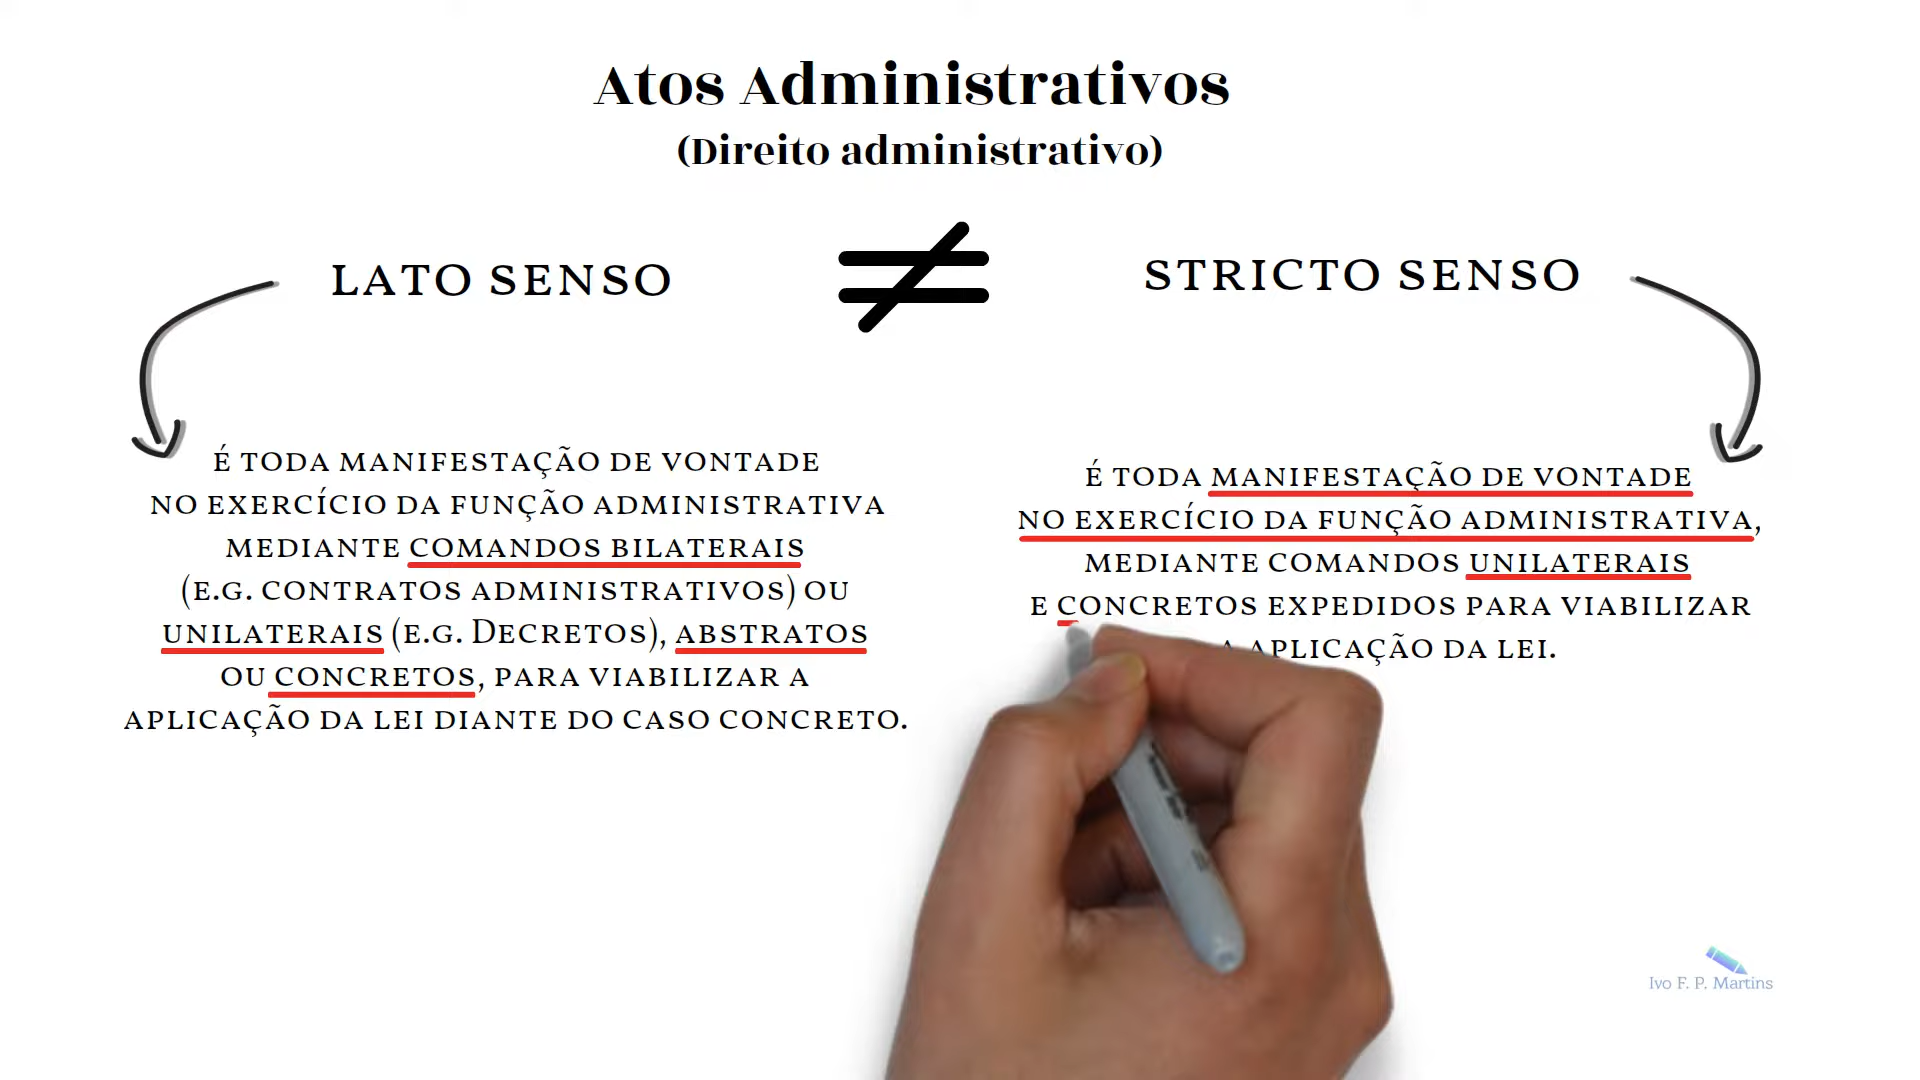 Atos Administrativos
(Direito administrativo)
LATO SENSO
STRICTO SENSO
É TODA MANIFESTAÇÃO DE VONTADE
NO EXERCÍCIO DA FUNÇÃO ADMINISTRATIVA
MEDIANTE COMANDOS BILATERAIS
(E.G. CONTRATOS ADMINISTRATIVOS) OU
UNILATERAIS (E.G. DECRETOS), ABSTRATOS
OU CONCRETOS, PARA VIABILIZAR A
APLICAÇÃO DA LEI DIANTE DO CASO CONCRETO.
É TODA MANIFESTAÇÃO DE VONTADE
NO EXERCÍCIO DA FUNÇÃO ADMINISTRATIVA,
MEDIANTE COMANDOS UNILATERAIS
E CONCRETOS EXPEDIDOS PARA VIABILIZAR
A APLICAÇÃO DA LEI.
Ivo F. P. Martins